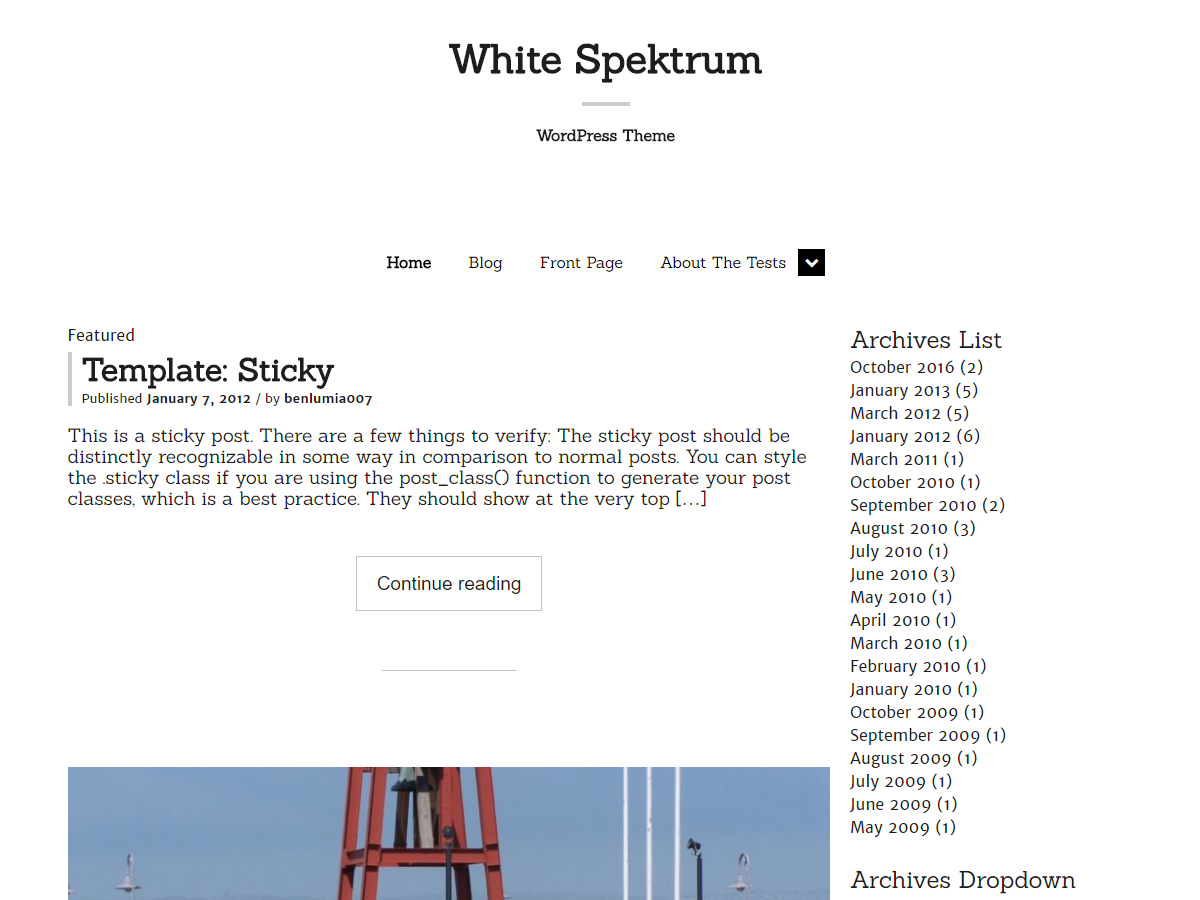 White Spektrum
WordPress Theme
Home Blog Front Page About The Tests
Featured
Template: Sticky
Published January 7, 2012 / by benlumia007
This is a sticky post. There are a few things to verify: The sticky post should be
distinctly recognizable in some way in comparison to normal posts. You can style
the .sticky class if you are using the post_class() function to generate your post
classes, which is a best practice. They should show at the very top […]
Continue reading
Archives List
October 2016 (2)
January 2013 (5)
March 2012 (5)
January 2012 (6)
March 2011 (1)
October 2010 (1)
September 2010 (2)
August 2010 (3)
July 2010 (1)
June 2010 (3)
May 2010 (1)
April 2010 (1)
March 2010 (1)
February 2010 (1)
January 2010 (1)
October 2009 (1)
September 2009 (1)
August 2009 (1)
July 2009 (1)
June 2009 (1)
May 2009 (1)
Archives Dropdown